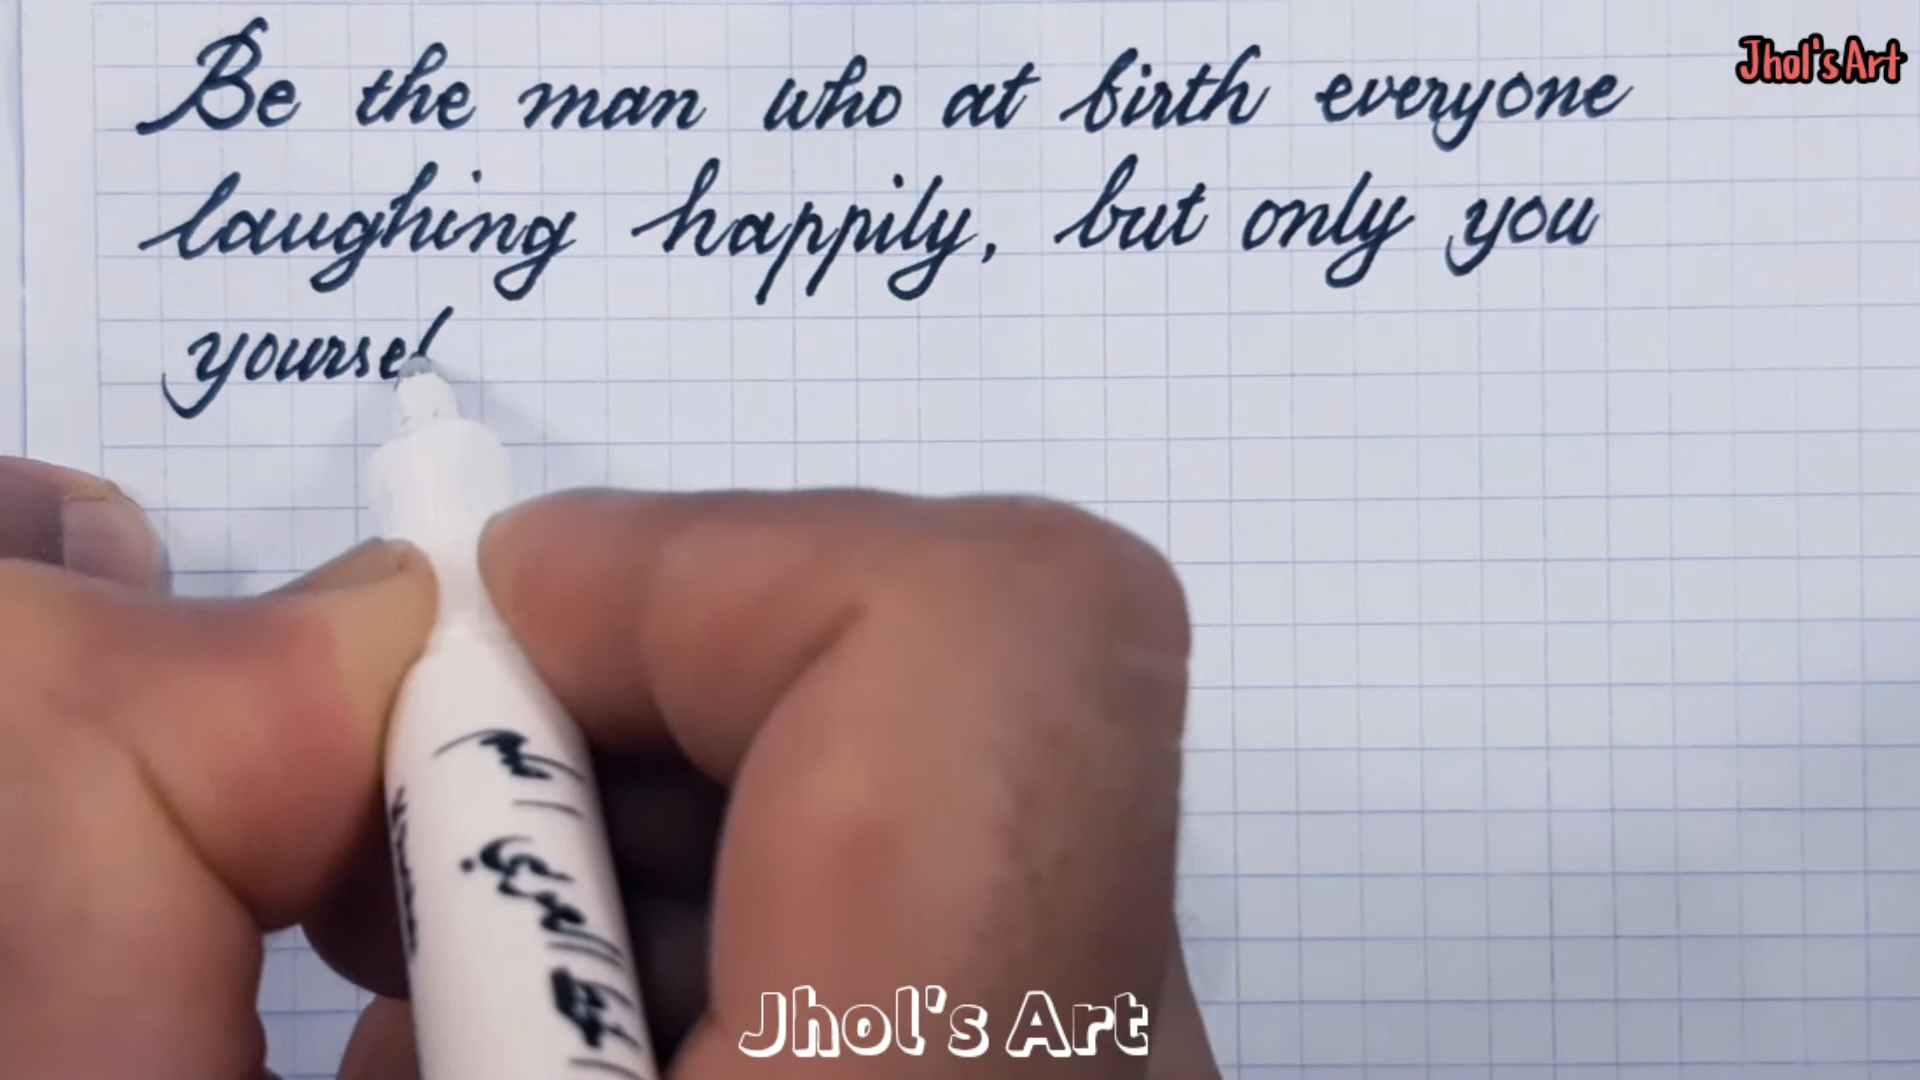 Be the man who at birth everyone
laughing happily, but only you
yoursel
Jhol's Art
Jhol's Art